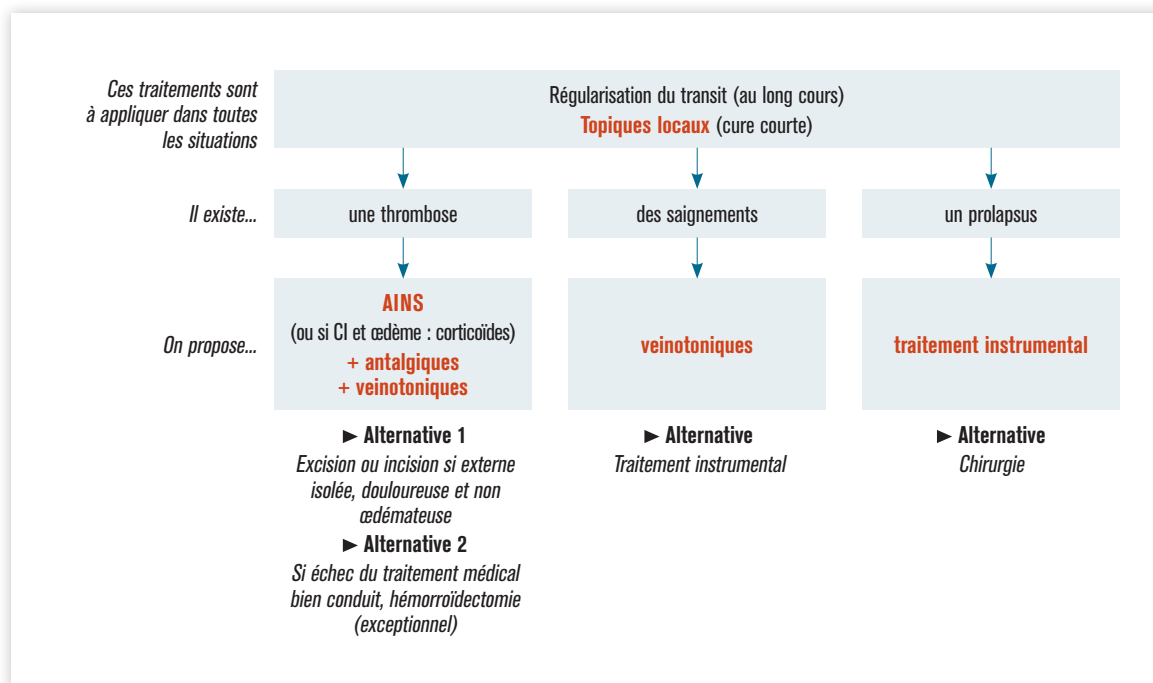 Ces traitements sont
à appliquer dans toutes
les situations
Régularisation du transit (au long cours)
Topiques locaux (cure courte)
Il existe...
une thrombose
des saignements
un prolapsus
On propose...
AINS
(ou si CI et œdème : corticoïdes)
+ antalgiques
+ veinotoniques
veinotoniques
traitement instrumental
► Alternative 1
Excision ou incision si externe
isolée, douloureuse et non
œdémateuse
► Alternative 2
Si échec du traitement médical
bien conduit, hémorroïdectomie
(exceptionnel)
► Alternative
Traitement instrumental
► Alternative
Chirurgie